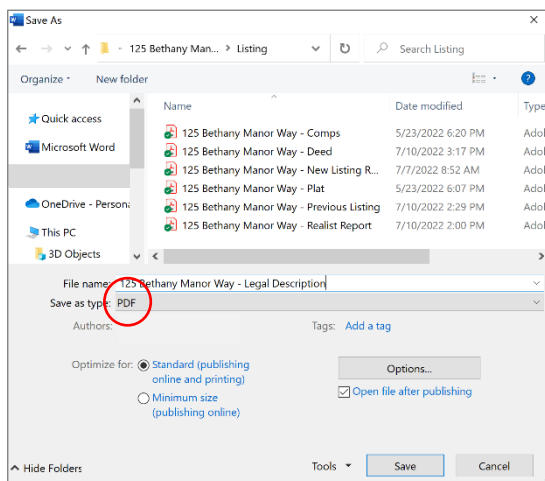 Save As
125 Bethany Man... > Listing
Search Listing
Organize
New folder
Name
Date modified
Type
Quick access
Microsoft Word
OneDrive - Persona
This PC
3D Objects
125 Bethany Manor Way - Comps 5/23/2022 6:20 PM Adol
125 Bethany Manor Way - Deed 7/10/2022 3:17 PM Adol
125 Bethany Manor Way - New Listing R... 7/7/2022 8:52 AM Adol
125 Bethany Manor Way - Plat 5/23/2022 6:07 PM Adol
125 Bethany Manor Way - Previous Listing 7/10/2022 2:29 PM Adol
125 Bethany Manor Way - Realist Report 7/10/2022 2:00 PM Adol
File name: 125 Bethany Manor Way - Legal Description
Save as type: PDF
Authors:
Tags: Add a tag
Optimize for: Standard (publishing
online and printing)
Minimum size
(publishing online)
Options...
Open file after publishing
Hide Folders
Tools
Save
Cancel